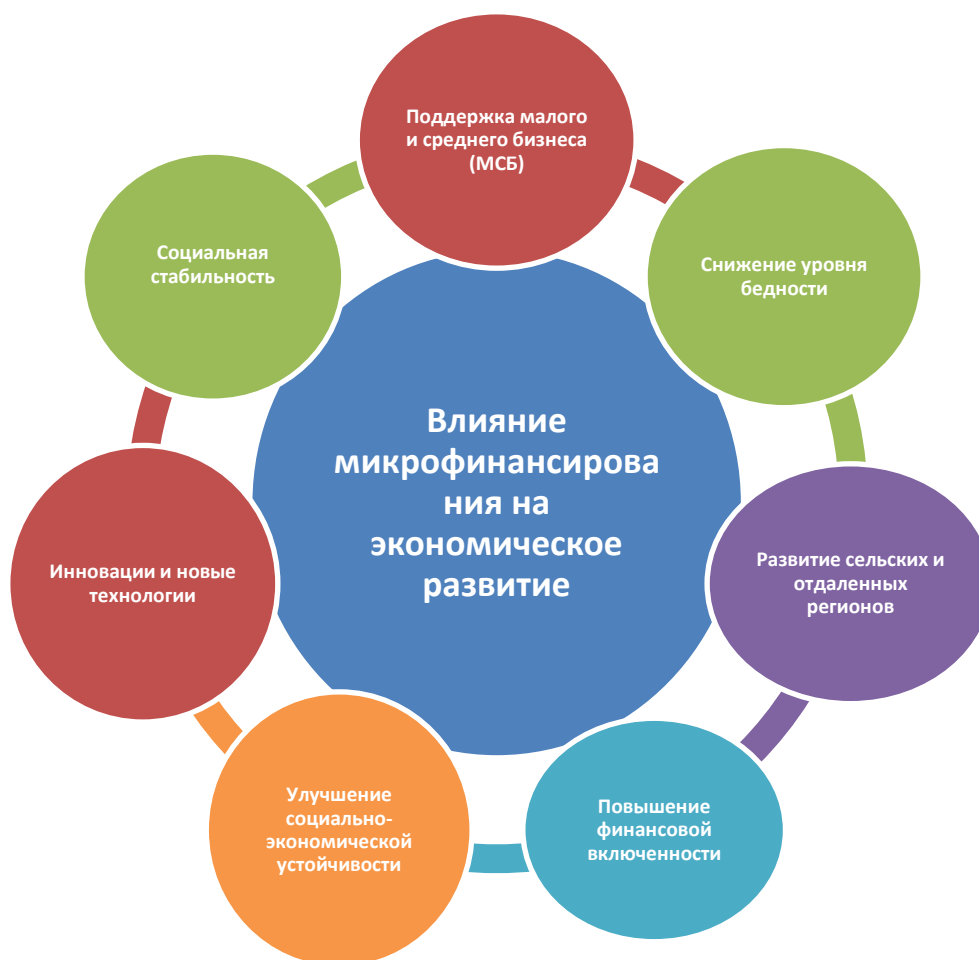 Поддержка малого
и среднего бизнеса
(МСБ)
Снижение уровня
бедности
Развитие сельских и
отдаленных
регионов
Повышение
финансовой
включенности
Улучшение
социально-
экономической
устойчивости
Инновации и новые
технологии
Социальная
стабильность
Влияние
микрофинансирова
ния на
экономическое
развитие